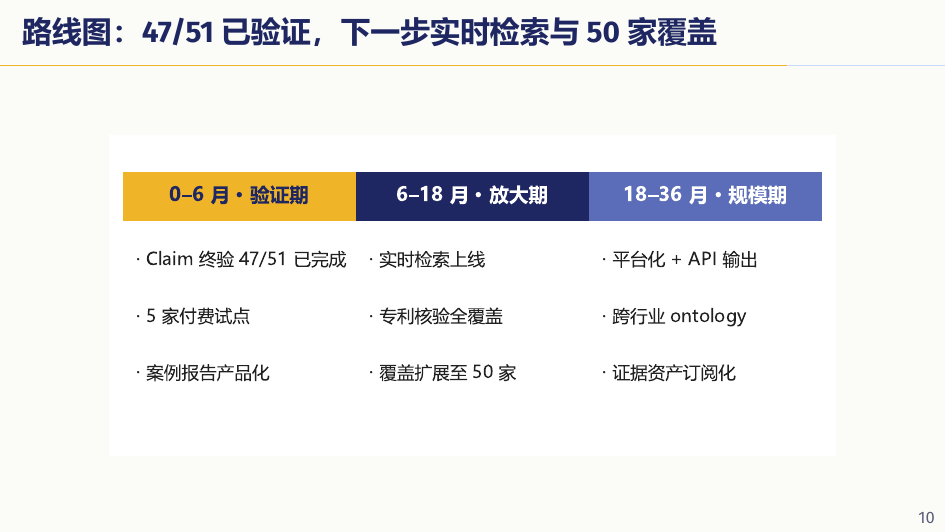 路线图：47/51 已验证，下一步实时检索与 50 家覆盖
0–6 月 · 验证期
6–18 月 · 放大期
18–36 月 · 规模期
· Claim 终验 47/51 已完成
· 5 家付费试点
· 案例报告产品化
· 实时检索上线
· 专利核验全覆盖
· 覆盖扩展至 50 家
· 平台化 + API 输出
· 跨行业 ontology
· 证据资产订阅化
10